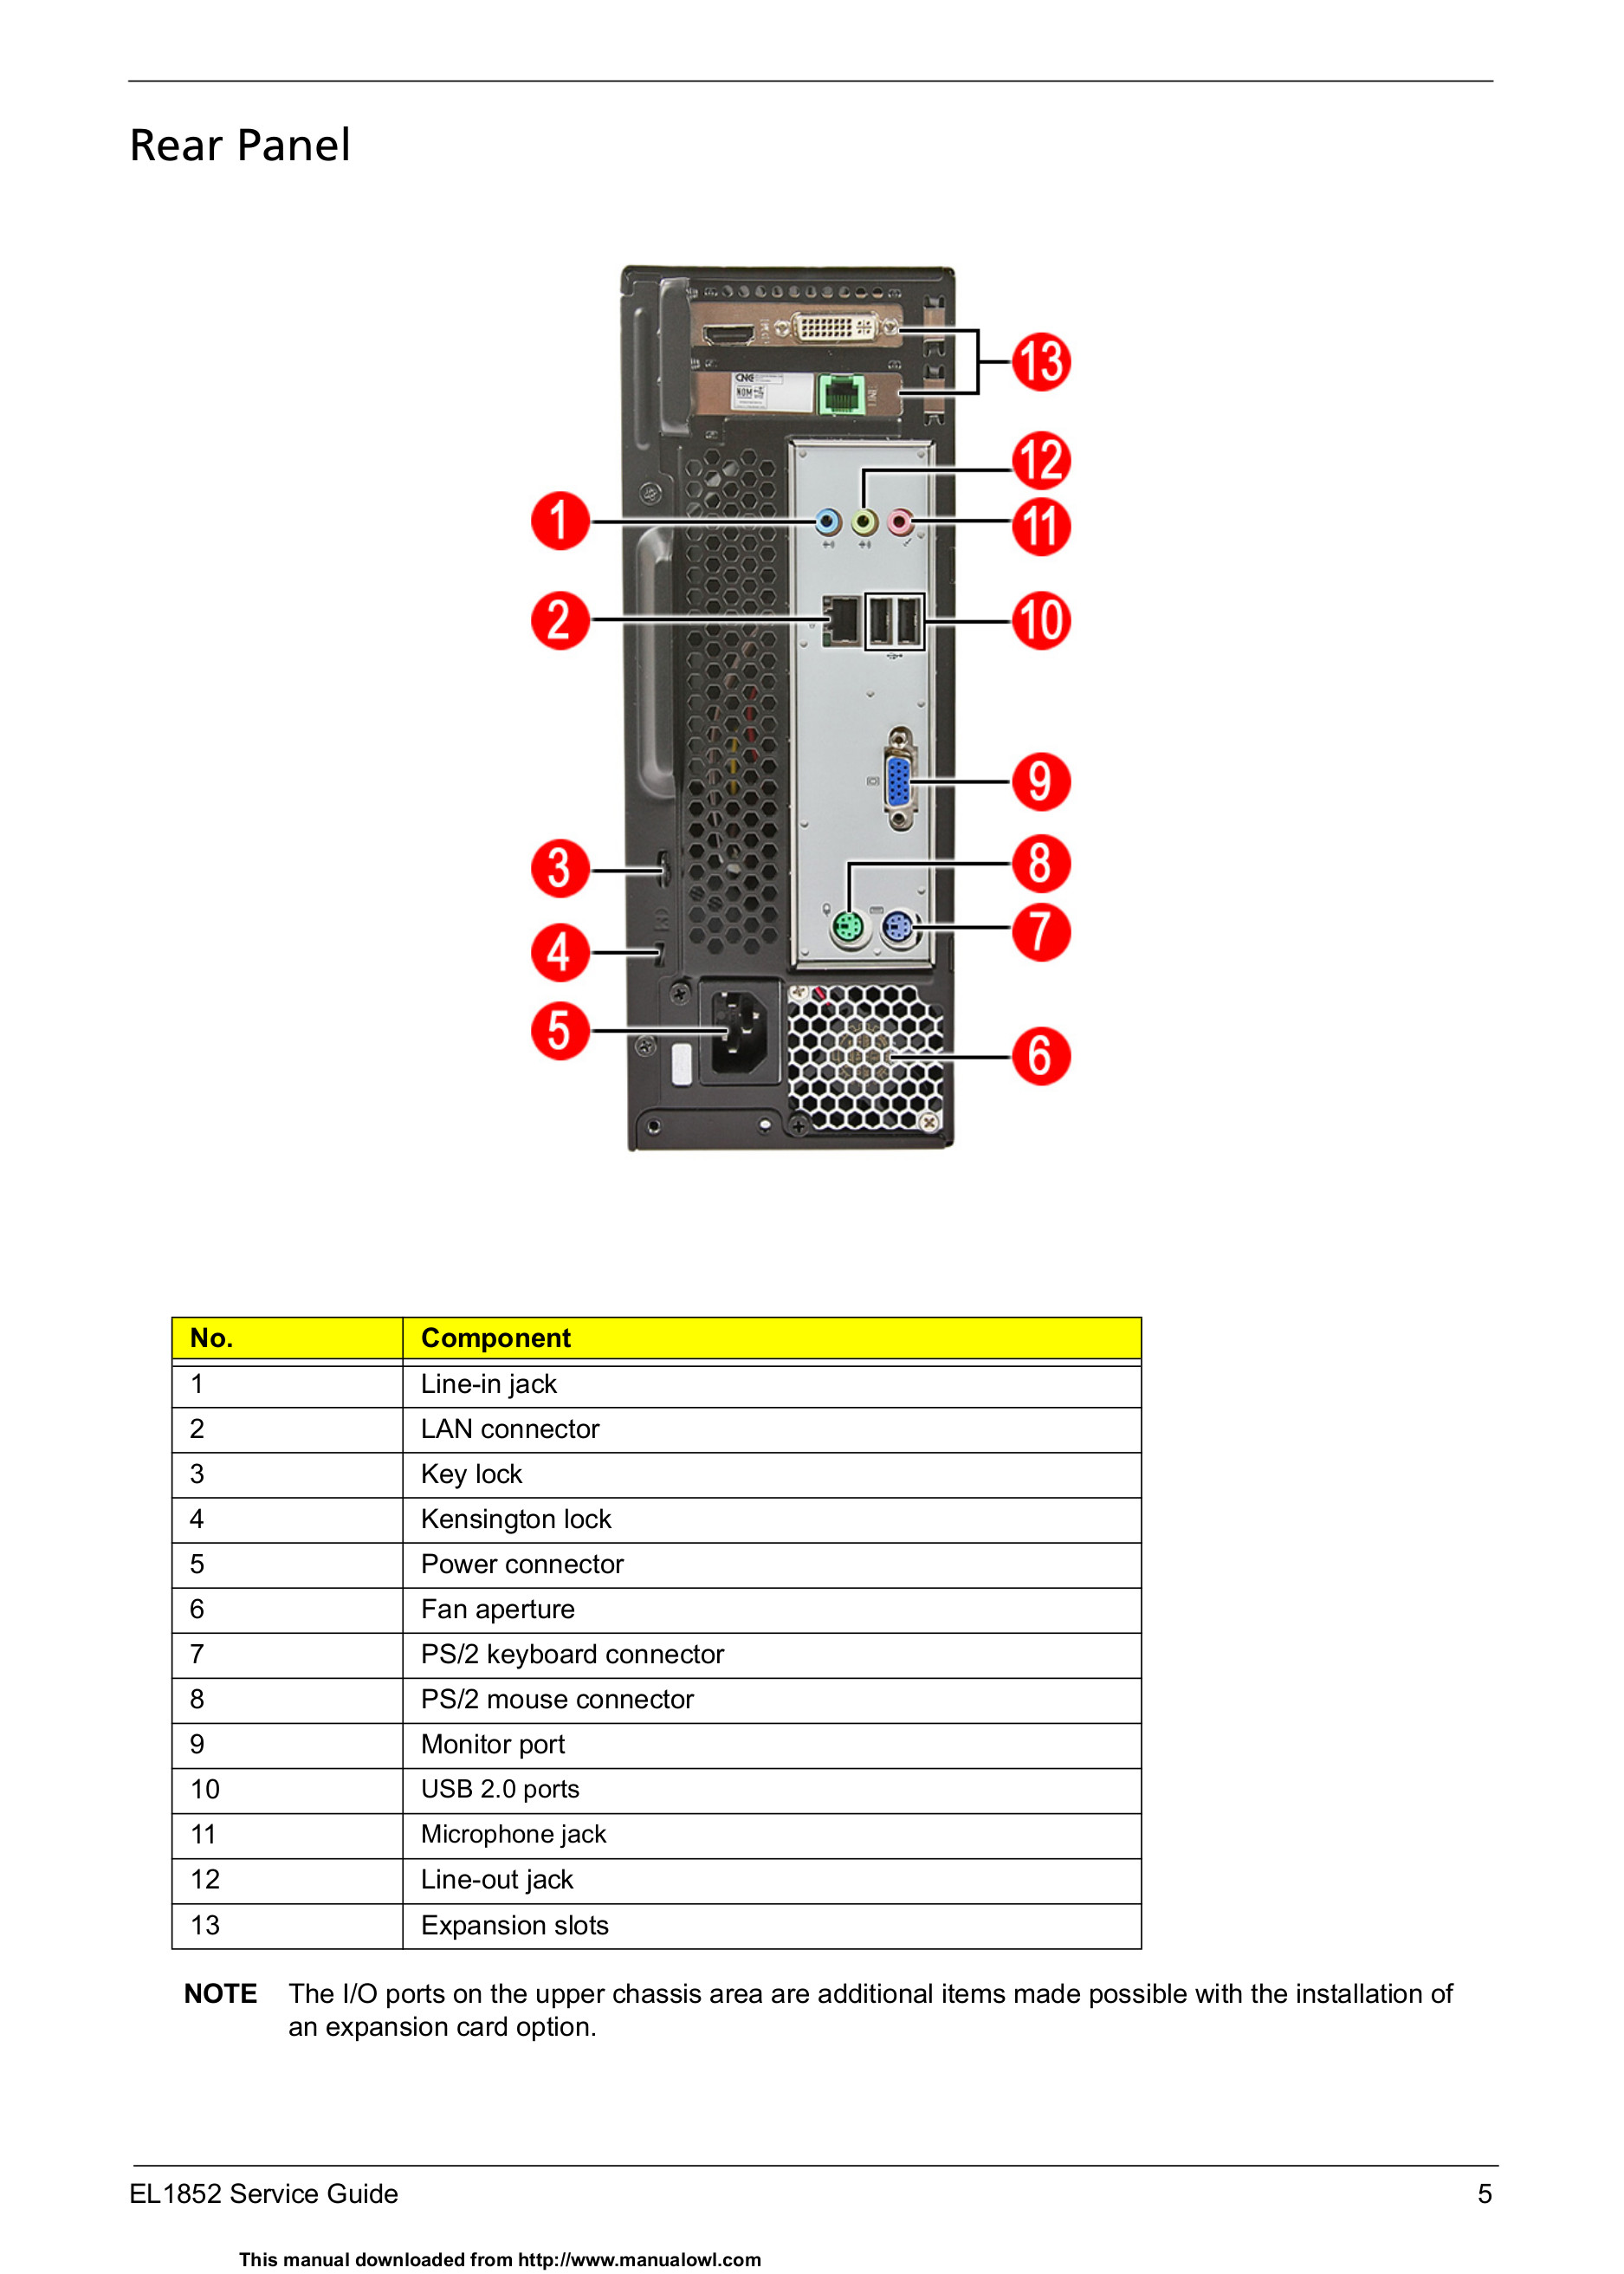 Rear Panel
13
12
1
11
2
10
9
3
8
7
4
5
6
No. Component
1 Line-in jack
2 LAN connector
3 Key lock
4 Kensington lock
5 Power connector
6 Fan aperture
7 PS/2 keyboard connector
8 PS/2 mouse connector
9 Monitor port
10 USB 2.0 ports
11 Microphone jack
12 Line-out jack
13 Expansion slots
NOTE The I/O ports on the upper chassis area are additional items made possible with the installation of
an expansion card option.
EL1852 Service Guide 5
This manual downloaded from http://www.manualowl.com